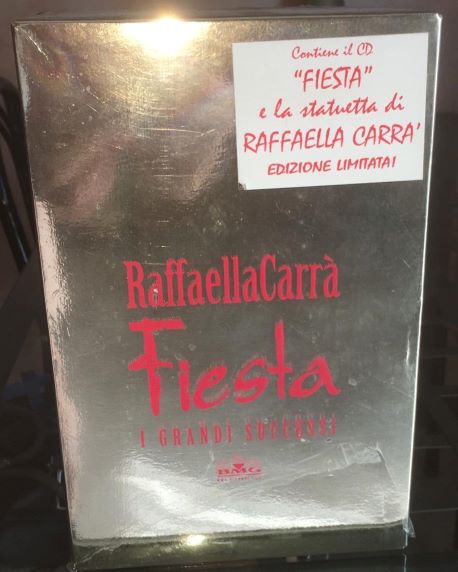 Contiene il CD
"FIESTA"
e la statuetta di
RAFFAELLA CARRA'
EDIZIONE LIMITATA!
RaffaellaCarrà
Fiesta
I GRANDI SUCCESSI
BMG